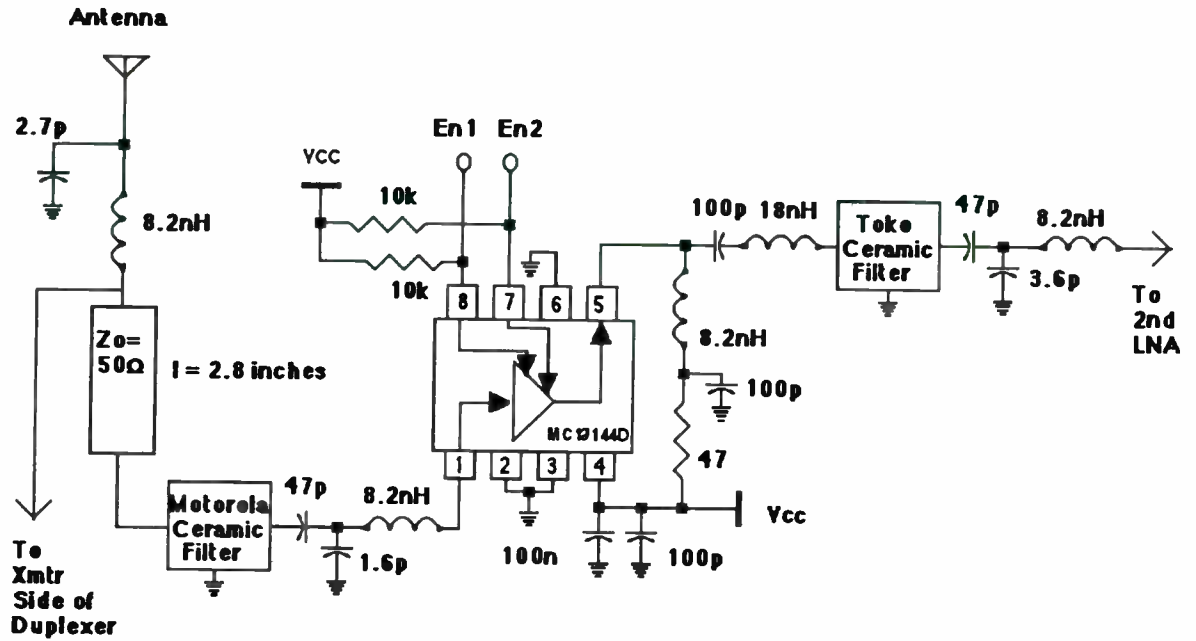 Antenna
2.7p
8.2nH
Zo=
50Ω
l = 2.8 inches
To
Xmtr
Side of
Duplexer
Motorola
Ceramic
Filter
47p
1.6p
8.2nH
VCC
10k
10k
En1
En2
8
7
6
5
1
2
3
4
100n
100p
Vcc
47
100p
8.2nH
100p
18nH
Toko
Ceramic
Filter
47p
3.6p
8.2nH
To
2nd
LNA